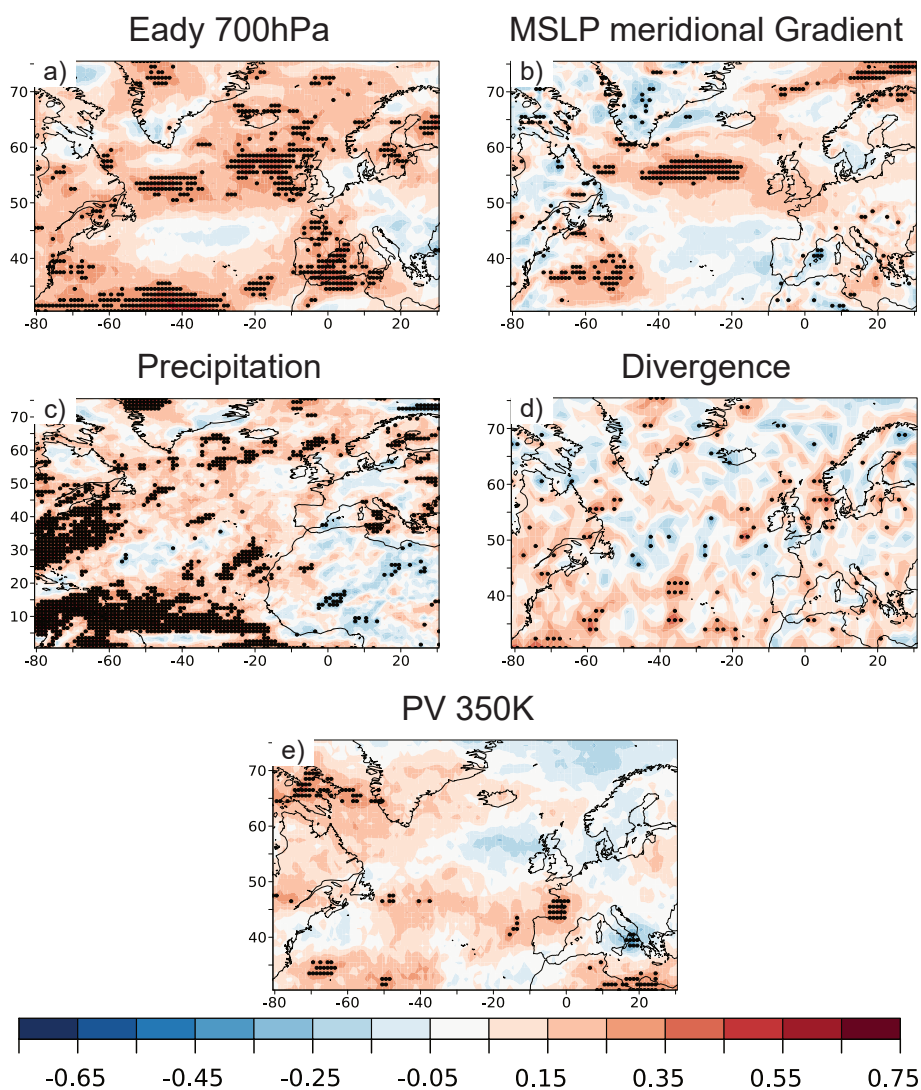 Eady 700hPa
MSLP meridional Gradient
a)
b)
70
60
50
40
-80 -60 -40 -20 0 20
70
60
50
40
-80 -60 -40 -20 0 20
Precipitation
Divergence
c)
d)
70
60
50
40
30
20
10
-80 -60 -40 -20 0 20
70
60
50
40
-80 -60 -40 -20 0 20
PV 350K
e)
70
60
50
40
-80 -60 -40 -20 0 20
-0.65 -0.45 -0.25 -0.05 0.15 0.35 0.55 0.75